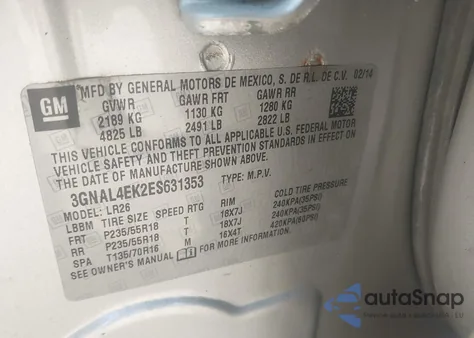 GM
MFD BY GENERAL MOTORS DE MEXICO, S. DE R.L. DE C.V. 02/14
GVWR GAWR FRT GAWR RR
2189 KG 1130 KG 1280 KG
4825 LB 2491 LB 2822 LB
THIS VEHICLE CONFORMS TO ALL APPLICABLE U.S. FEDERAL MOTOR
VEHICLE SAFETY AND THEFT PREVENTION STANDARDS IN EFFECT ON
THE DATE OF MANUFACTURE SHOWN ABOVE.
3GNAL4EK2ES631353 TYPE: M.P.V.
MODEL: LR26
LBBM TIRE SIZE SPEED RTG RIM COLD TIRE PRESSURE
FRT P235/55R18 T 18X7J 240KPA(35PSI)
RR P235/55R18 T 18X7J 240KPA(35PSI)
SPA T135/70R16 M 16X4T 420KPA(60PSI)
SEE OWNER'S MANUAL FOR MORE INFORMATION.
autoSnap